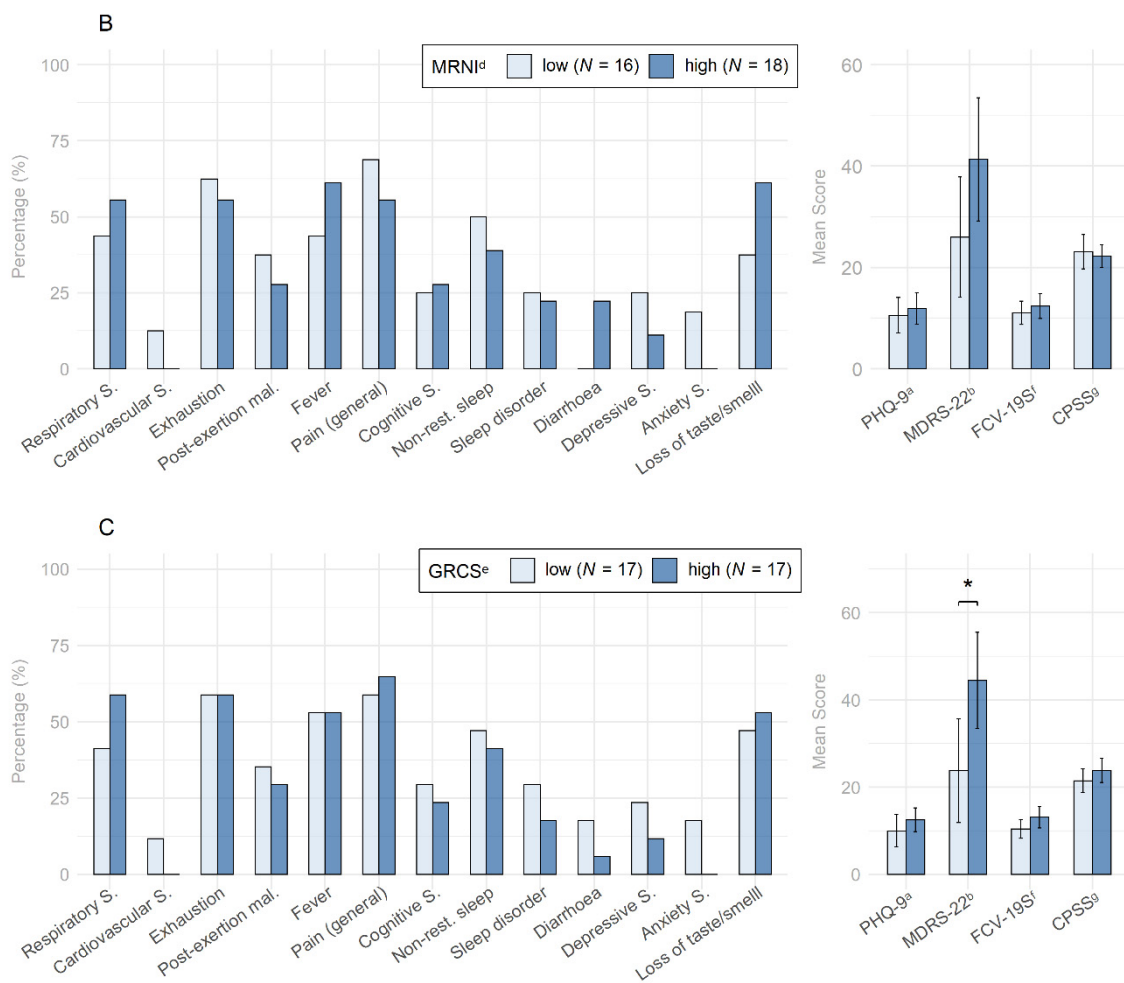 B
MRNIᵈ low (N = 16) high (N = 18)
Percentage (%)
100
75
50
25
0
Respiratory S.
Cardiovascular S.
Exhaustion
Post-exertion mal.
Fever
Pain (general)
Cognitive S.
Non-rest. sleep
Sleep disorder
Diarrhoea
Depressive S.
Anxiety S.
Loss of taste/smelll
Mean Score
60
40
20
0
PHQ-9ᵃ
MDRS-22ᵇ
FCV-19Sᶠ
CPSSᵍ
C
GRCSᵉ low (N = 17) high (N = 17)
Percentage (%)
100
75
50
25
0
Respiratory S.
Cardiovascular S.
Exhaustion
Post-exertion mal.
Fever
Pain (general)
Cognitive S.
Non-rest. sleep
Sleep disorder
Diarrhoea
Depressive S.
Anxiety S.
Loss of taste/smelll
Mean Score
60
40
20
0
*
PHQ-9ᵃ
MDRS-22ᵇ
FCV-19Sᶠ
CPSSᵍ